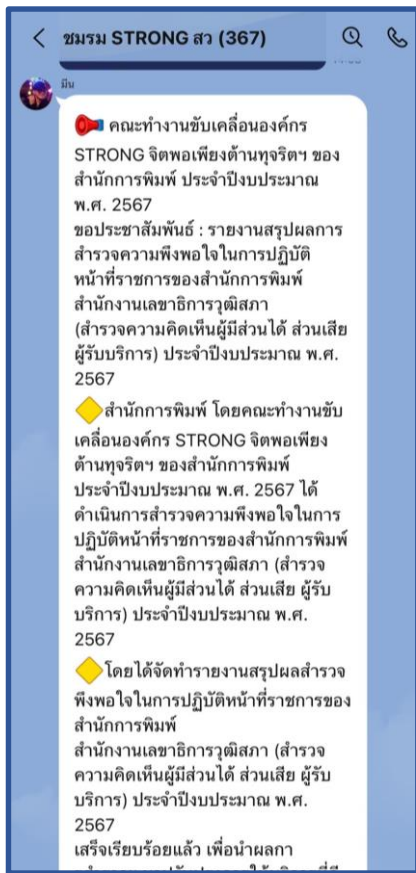 ชมรม STRONG สว (367)
มีน
คณะทำงานขับเคลื่อนองค์กร
STRONG จิตพอเพียงต้านทุจริตฯ ของ
สำนักการพิมพ์ ประจำปีงบประมาณ
พ.ศ. 2567
ขอประชาสัมพันธ์ : รายงานสรุปผลการ
สำรวจความพึงพอใจในการปฏิบัติ
หน้าที่ราชการของสำนักการพิมพ์
สำนักงานเลขาธิการวุฒิสภา
(สำรวจความคิดเห็นผู้มีส่วนได้ ส่วนเสีย
ผู้รับบริการ) ประจำปีงบประมาณ พ.ศ.
2567
สำนักการพิมพ์ โดยคณะทำงานขับ
เคลื่อนองค์กร STRONG จิตพอเพียง
ต้านทุจริตฯ ของสำนักการพิมพ์
ประจำปีงบประมาณ พ.ศ. 2567 ได้
ดำเนินการสำรวจความพึงพอใจในการ
ปฏิบัติหน้าที่ราชการของสำนักการพิมพ์
สำนักงานเลขาธิการวุฒิสภา (สำรวจ
ความคิดเห็นผู้มีส่วนได้ ส่วนเสีย ผู้รับ
บริการ) ประจำปีงบประมาณ พ.ศ.
2567
โดยได้จัดทำรายงานสรุปผลสำรวจ
พึงพอใจในการปฏิบัติหน้าที่ราชการของ
สำนักการพิมพ์
สำนักงานเลขาธิการวุฒิสภา (สำรวจ
ความคิดเห็นผู้มีส่วนได้ ส่วนเสีย ผู้รับ
บริการ) ประจำปีงบประมาณ พ.ศ.
2567
เสร็จเรียบร้อยแล้ว เพื่อนำผลกา